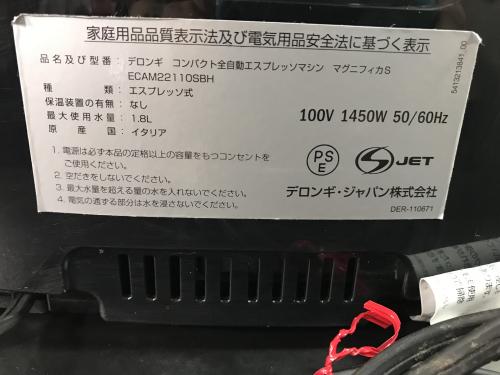 家庭用品品質表示法及び電気用品安全法に基づく表示
品名及び型番：デロンギ コンパクト全自動エスプレッソマシン マグニフィカS
ECAM22110SBH
種類：エスプレッソ式
保温装置の有無：なし
最大使用水量：1.8L
原産国：イタリア
100V 1450W 50/60Hz
1. 電源は必ず本品の定格以上の容量をもつコンセントを
ご使用ください。
2. 空だきをしないでください。
3. 最大水量を超える量の水を入れないでください。
4. 電気の通ずる部分は水を浸さないでください。
PS
E
JET
デロンギ・ジャパン株式会社
DER-110671
5413213841.00